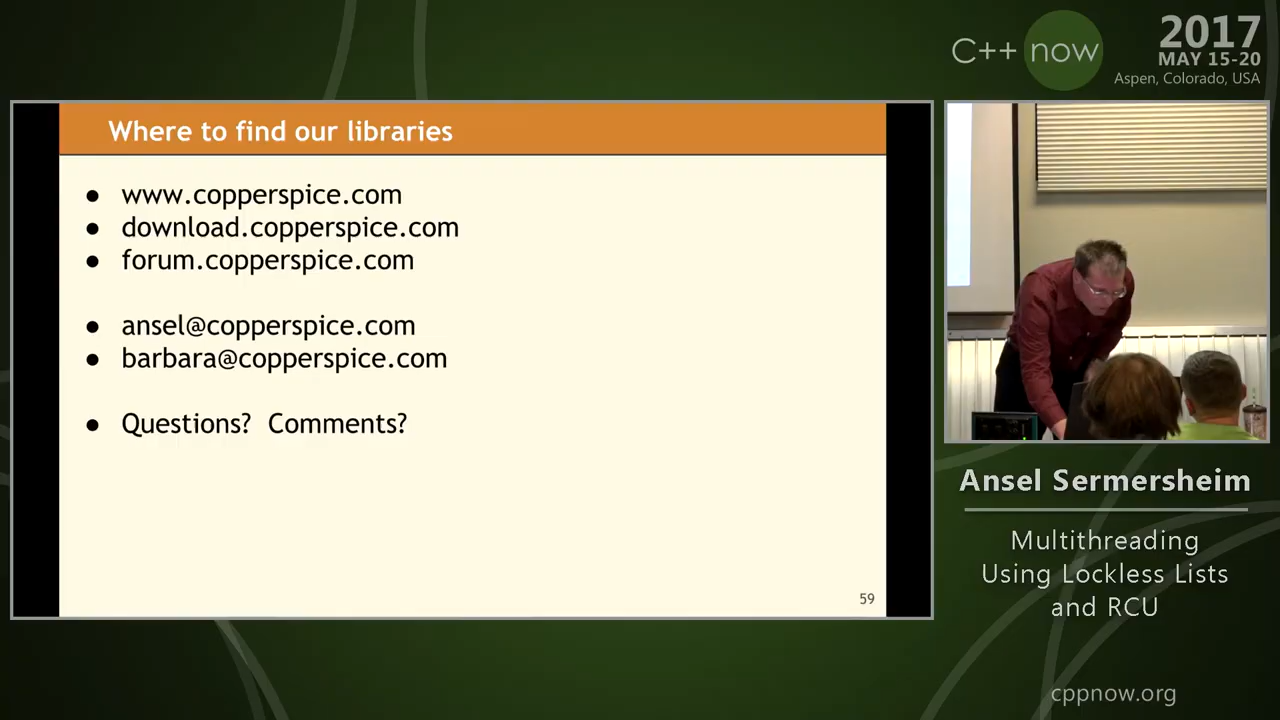 C++ now
2017
MAY 15-20
Aspen, Colorado, USA
Where to find our libraries
● www.copperspice.com
● download.copperspice.com
● forum.copperspice.com
● ansel@copperspice.com
● barbara@copperspice.com
● Questions?  Comments?
59
Ansel Sermersheim
Multithreading
Using Lockless Lists
and RCU
cppnow.org